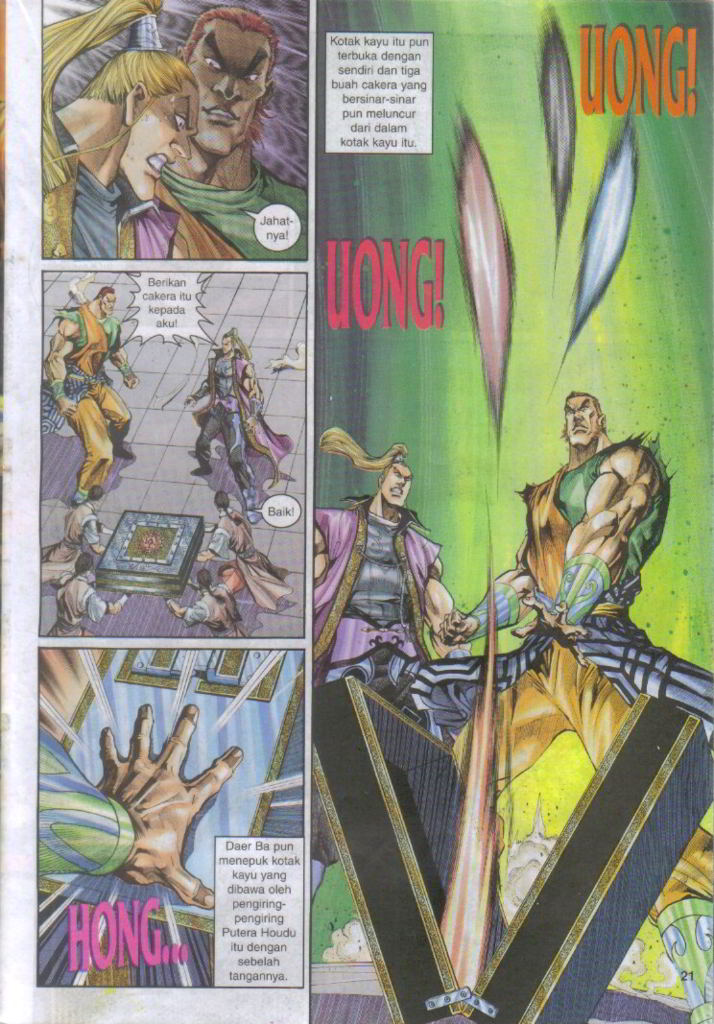 Jahat-
nya!
Berikan
cakera itu
kepada
aku!
Baik!
Daer Ba pun
menepuk kotak
kayu yang
dibawa oleh
pengiring-
pengiring
Putera Houdu
itu dengan
sebelah
tangannya.
HONG...
Kotak kayu itu pun
terbuka dengan
sendiri dan tiga
buah cakera yang
bersinar-sinar
pun meluncur
dari dalam
kotak kayu itu.
UONG!
UONG!
21